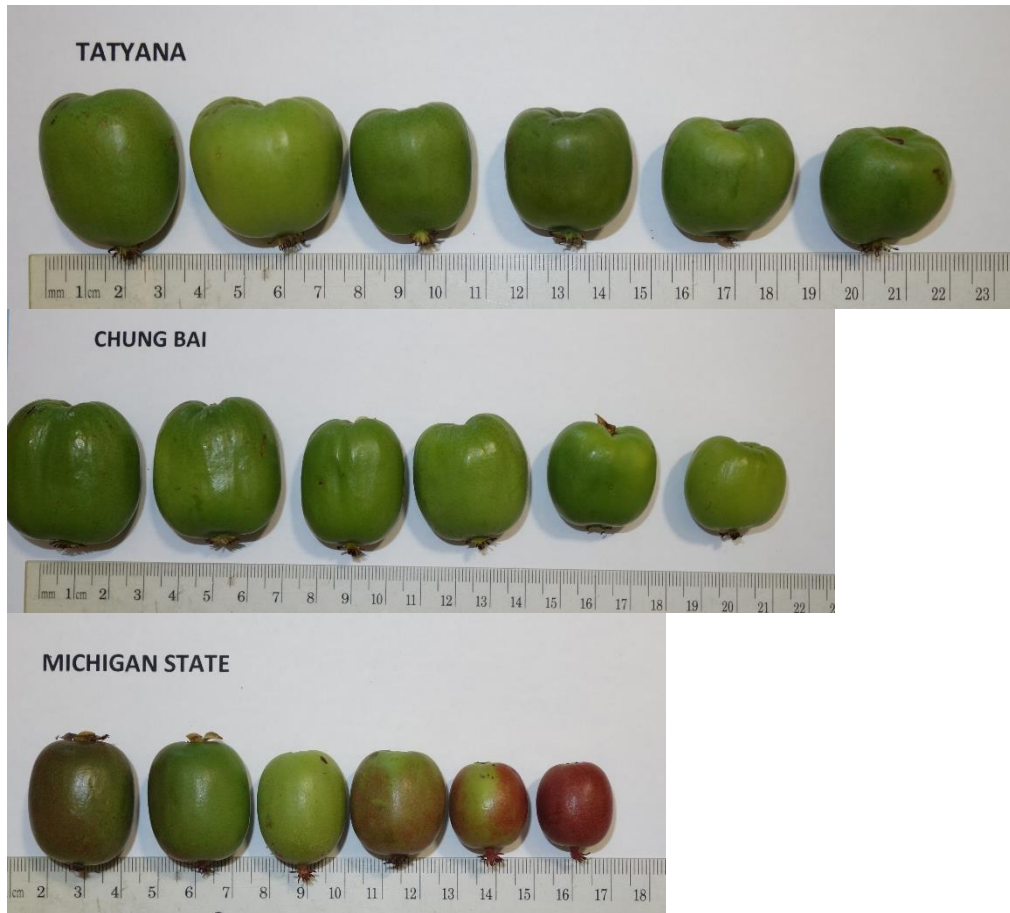 TATYANA
mm 1 cm 2 3 4 5 6 7 8 9 10 11 12 13 14 15 16 17 18 19 20 21 22 23
CHUNG BAI
mm 1 cm 2 3 4 5 6 7 8 9 10 11 12 13 14 15 16 17 18 19 20 21 22
MICHIGAN STATE
cm 2 3 4 5 6 7 8 9 10 11 12 13 14 15 16 17 18